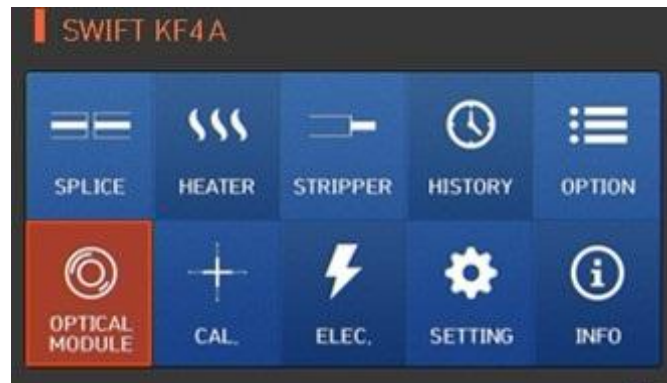 SWIFT KF4A
SPLICE HEATER STRIPPER HISTORY OPTION
OPTICAL MODULE CAL. ELEC. SETTING INFO